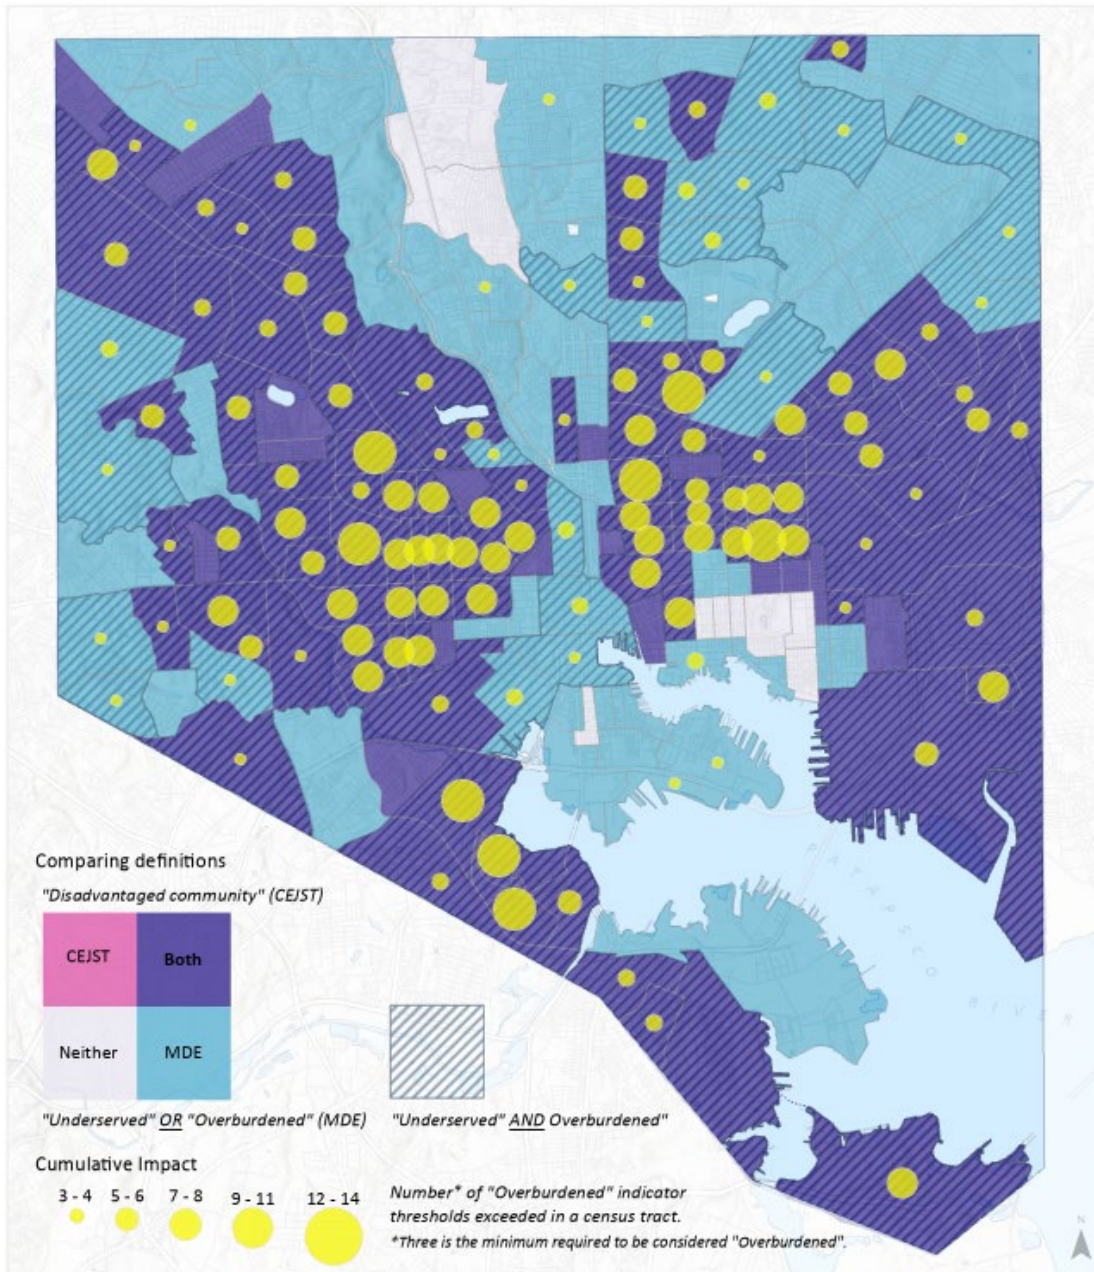 PATAPSCO RIVER
Comparing definitions
"Disadvantaged community" (CEJST)
CEJST
Both
Neither
MDE
"Underserved" OR "Overburdened" (MDE)
"Underserved" AND Overburdened"
Cumulative Impact
3 - 4
5 - 6
7 - 8
9 - 11
12 - 14
Number* of "Overburdened" indicator
thresholds exceeded in a census tract.
*Three is the minimum required to be considered "Overburdened".
N